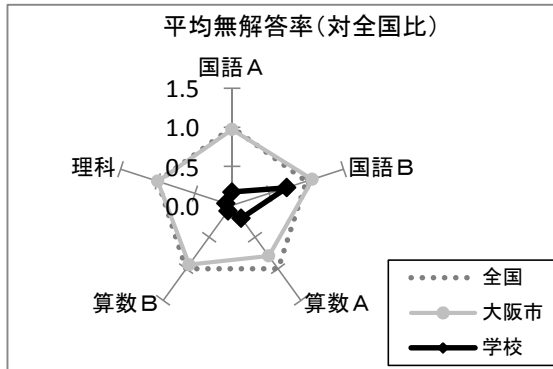 平均無解答率（対全国比）
国語Ａ
1.5
1.0
0.5
0.0
理科
国語Ｂ
算数Ｂ
算数Ａ
全国
大阪市
学校